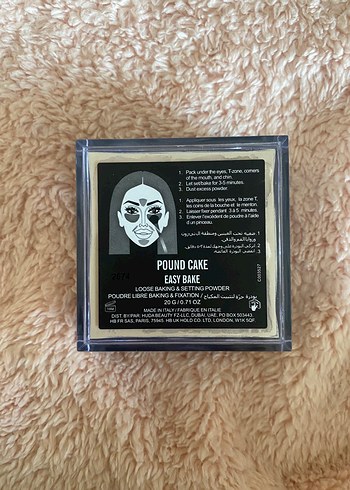 1. Pack under the eyes, T-zone, corners
of the mouth, and chin.
2. Let set/bake for 3-5 minutes.
3. Dust excess powder.
1. Appliquer sous les yeux, la zone T,
les coins de la bouche et le menton.
2. Laisser fixer pendant 3 à 5 minutes.
3. Enlever l'excédent de poudre à l'aide
d'un pinceau.
POUND CAKE
EASY BAKE
LOOSE BAKING & SETTING POWDER
POUDRE LIBRE BAKING & FIXATION / بودرة حرّة لتثبيت المكياج
20 G / 0.71 OZ
MADE IN ITALY / FABRIQUÉ EN ITALIE
DIST. BY/PAR: HUDA BEAUTY FZ-LLC, DUBAI, UAE, PO BOX 503443
HB FR SAS, PARIS, 75945 HB UK HOLD CO. LTD, LONDON, W1K 5QF